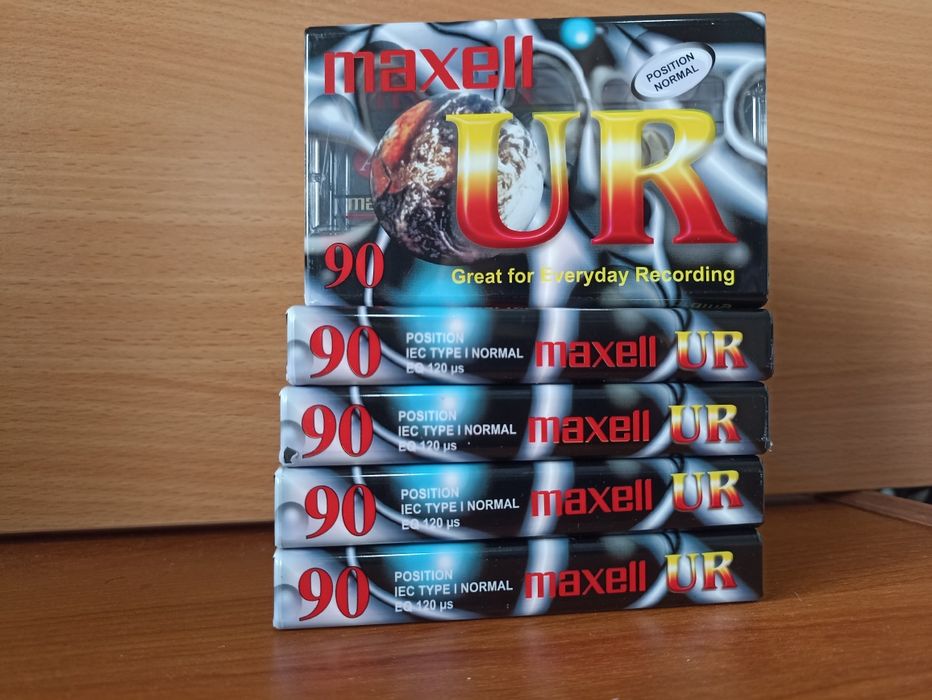 maxell
POSITION
NORMAL
UR
90
Great for Everyday Recording
90
POSITION
IEC TYPE I NORMAL
EQ 120 µs
maxell UR
90
POSITION
IEC TYPE I NORMAL
EQ 120 µs
maxell UR
90
POSITION
IEC TYPE I NORMAL
EQ 120 µs
maxell UR
90
POSITION
IEC TYPE I NORMAL
EQ 120 µs
maxell UR